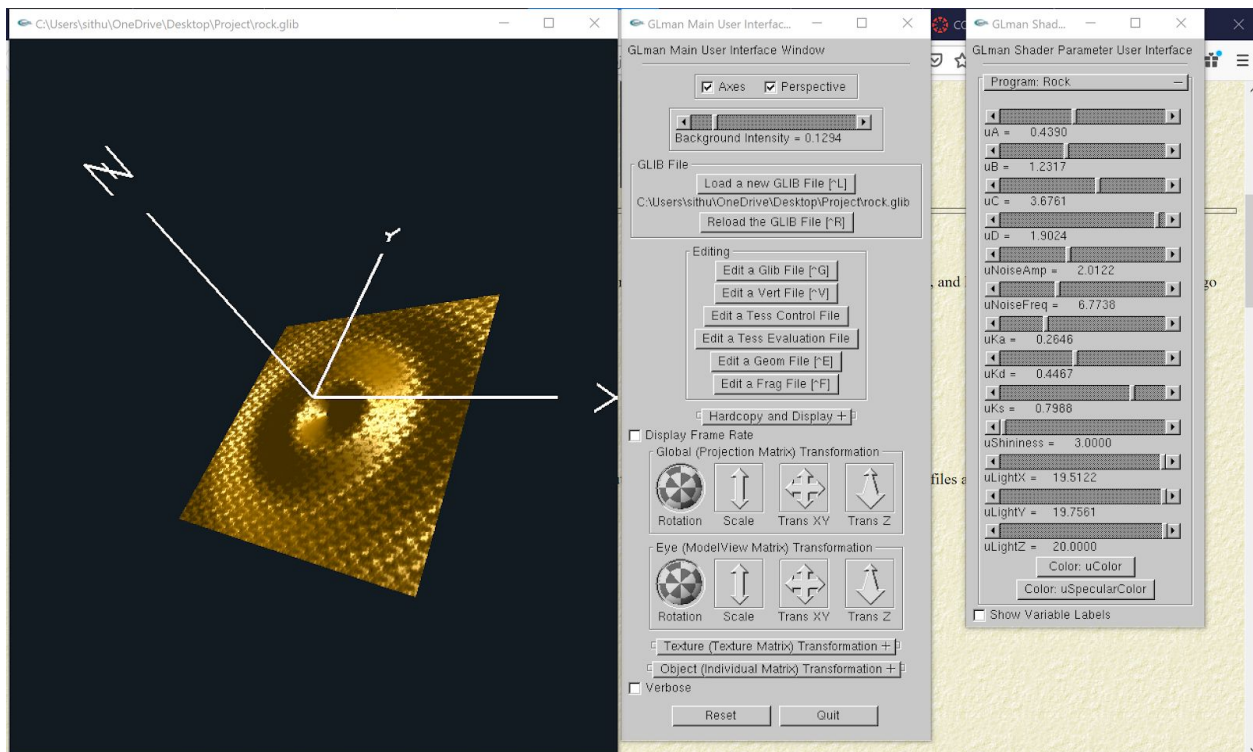 C:\Users\sithu\OneDrive\Desktop\Project\rock.glib
Z
Y
X
GLman Main User Interfac...
GLman Main User Interface Window
Axes
Perspective
Background Intensity = 0.1294
GLIB File
Load a new GLIB File [^L]
C:\Users\sithu\OneDrive\Desktop\Project\rock.glib
Reload the GLIB File [^R]
Editing
Edit a Glib File [^G]
Edit a Vert File [^V]
Edit a Tess Control File
Edit a Tess Evaluation File
Edit a Geom File [^E]
Edit a Frag File [^F]
Hardcopy and Display +
Display Frame Rate
Global (Projection Matrix) Transformation
Rotation Scale Trans XY Trans Z
Eye (ModelView Matrix) Transformation
Rotation Scale Trans XY Trans Z
Texture (Texture Matrix) Transformation +
Object (Individual Matrix) Transformation +
Verbose
Reset
Quit
CO
, and
files a
go
GLman Shad...
GLman Shader Parameter User Interface
Program: Rock
uA = 0.4390
uB = 1.2317
uC = 3.6761
uD = 1.9024
uNoiseAmp = 2.0122
uNoiseFreq = 6.7738
uKa = 0.2646
uKd = 0.4467
uKs = 0.7988
uShininess = 3.0000
uLightX = 19.5122
uLightY = 19.7561
uLightZ = 20.0000
Color: uColor
Color: uSpecularColor
Show Variable Labels